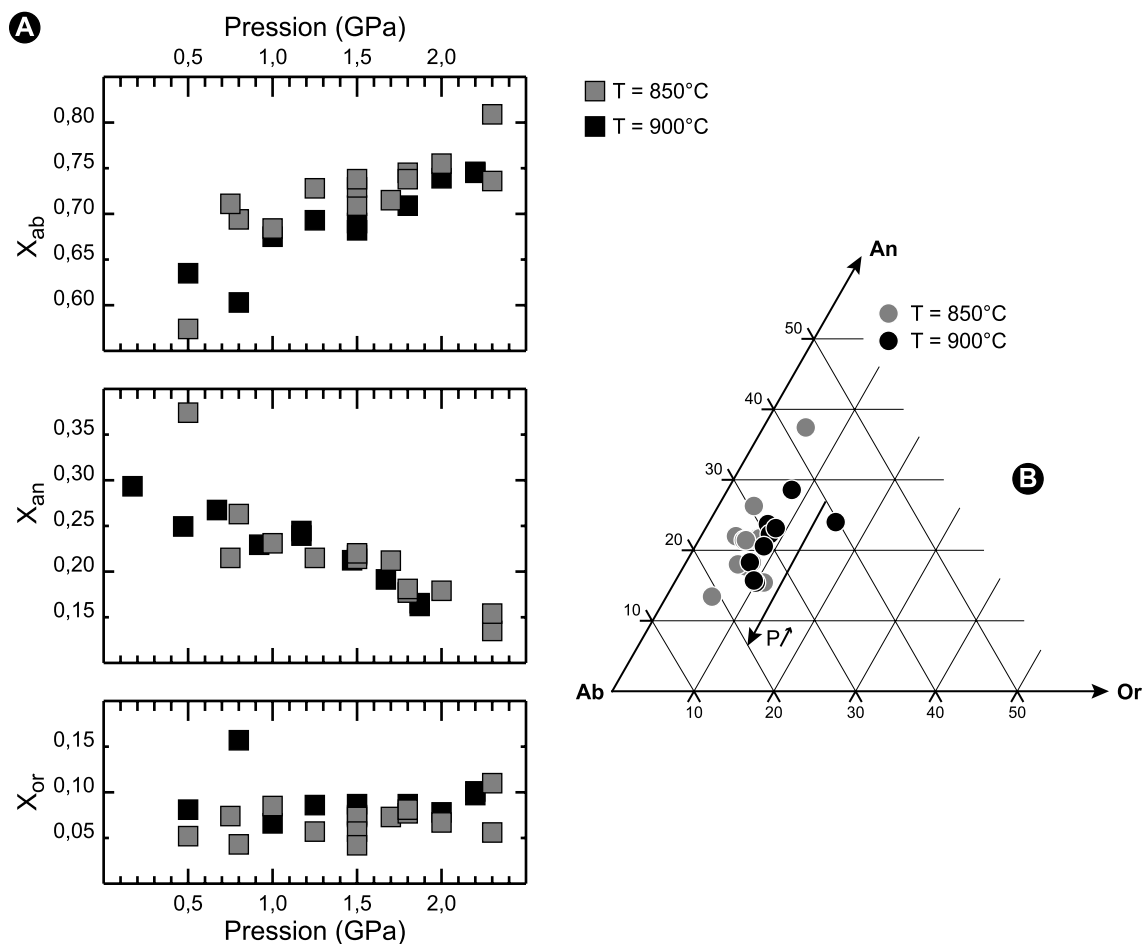 A
Pression (GPa)
0,5 1,0 1,5 2,0
0,80
0,75
0,70
0,65
0,60
Xab
T = 850°C
T = 900°C
0,35
0,30
0,25
0,20
0,15
Xan
0,15
0,10
0,05
Xor
0,5 1,0 1,5 2,0
Pression (GPa)
An
T = 850°C
T = 900°C
50
40
30
20
10
B
P↗
Ab
Or
10 20 30 40 50